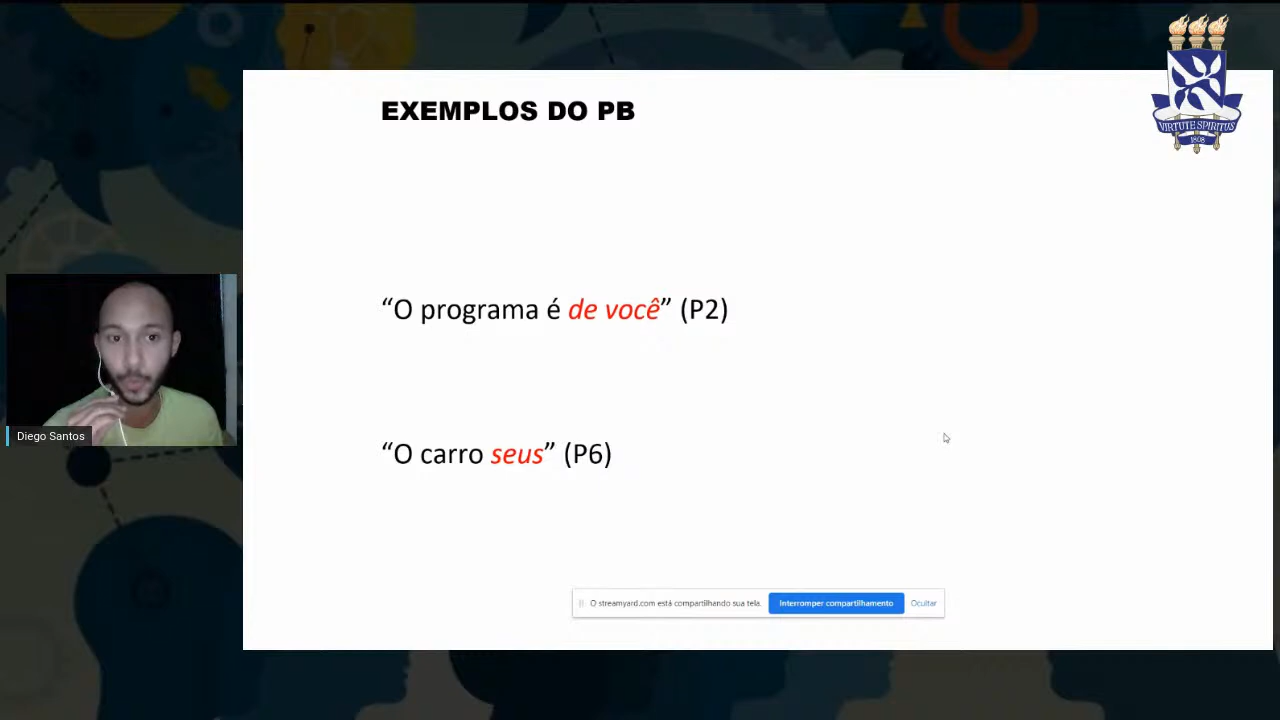 EXEMPLOS DO PB
VIRTUTE SPIRITUS
1808
“O programa é de você” (P2)
Diego Santos
“O carro seus” (P6)
O streamyard.com está compartilhando sua tela. Interromper compartilhamento Ocultar